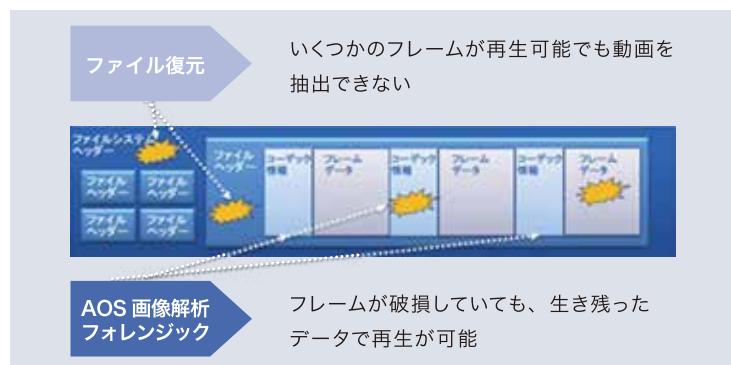 ファイル復元
いくつかのフレームが再生可能でも動画を
抽出できない
ファイルシステム
ヘッダー
ファイル
ヘッダー
ファイル
ヘッダー
ファイル
ヘッダー
ファイル
ヘッダー
ファイル
ヘッダー
コーデック
情報
フレーム
データ
コーデック
情報
フレーム
データ
コーデック
情報
フレーム
データ
AOS 画像解析
フォレンジック
フレームが破損していても、生き残った
データで再生が可能